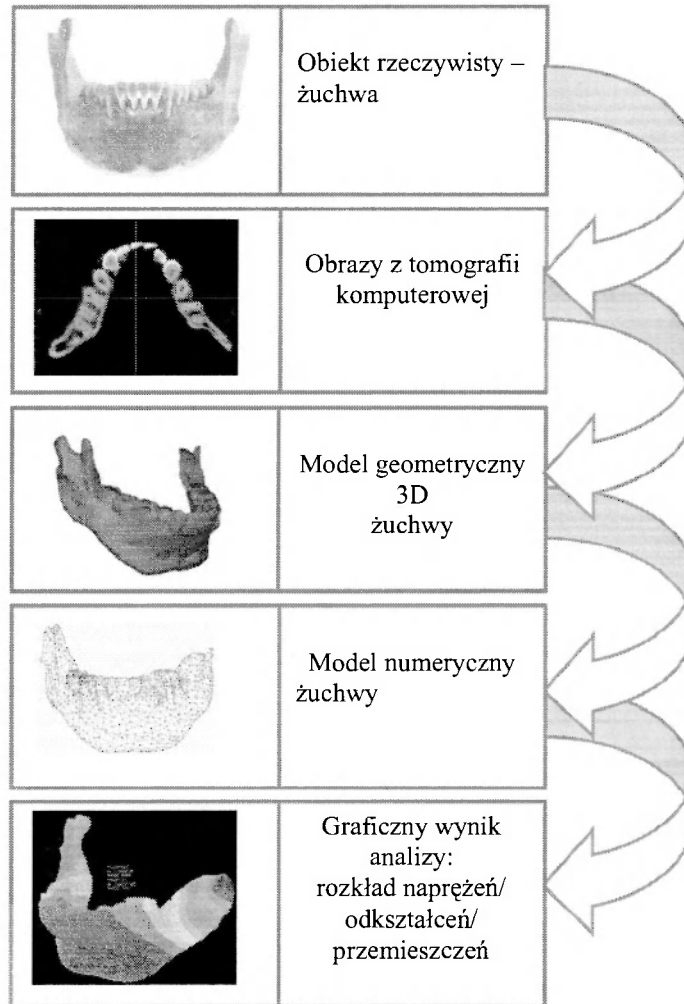 Obiekt rzeczywisty –
żuchwa
Obrazy z tomografii
komputerowej
Model geometryczny
3D
żuchwy
Model numeryczny
żuchwy
Graficzny wynik
analizy:
rozkład naprężeń/
odkształceń/
przemieszczeń